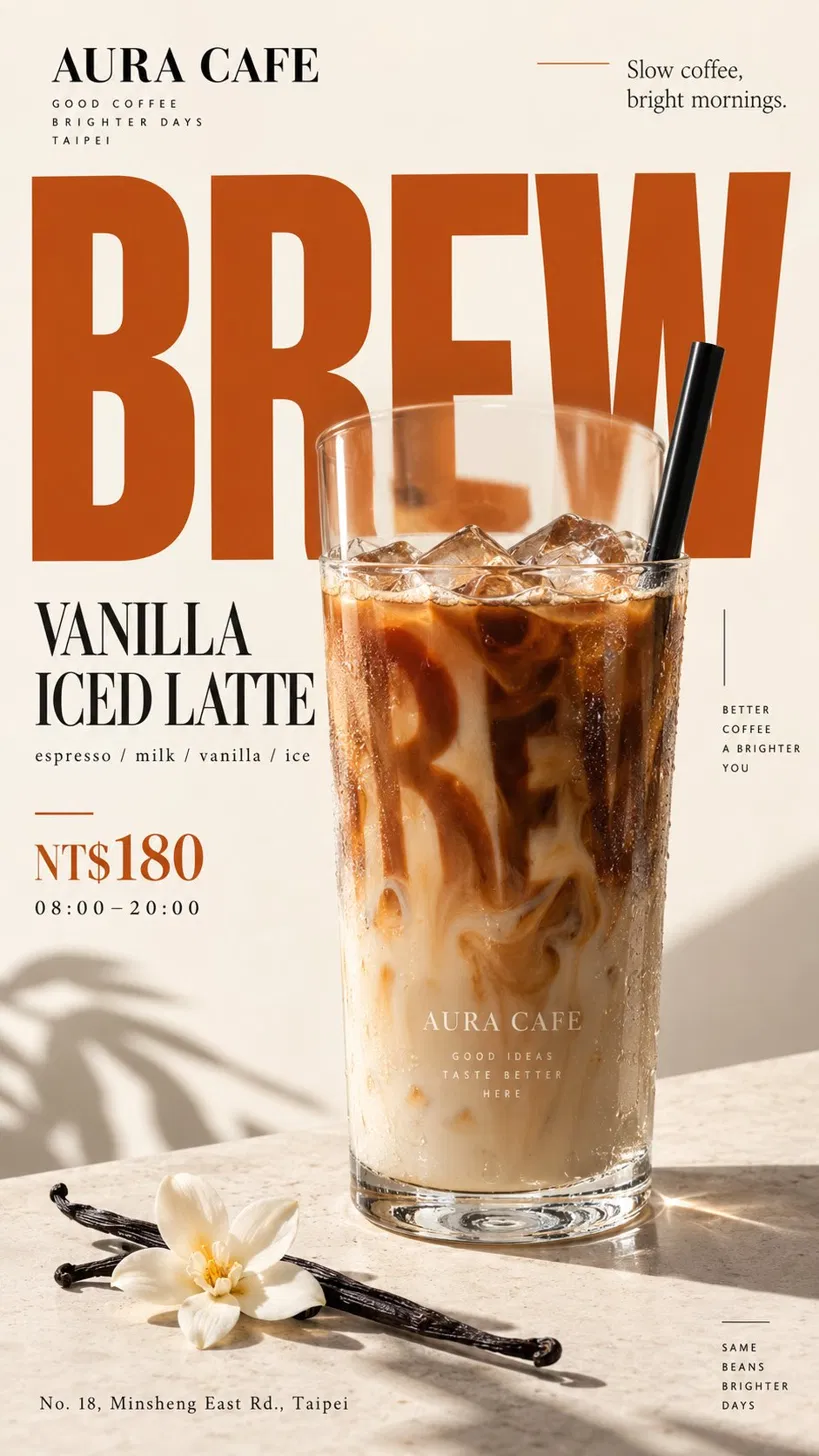 AURA CAFE
GOOD COFFEE
BRIGHTER DAYS
TAIPEI
Slow coffee,
bright mornings.
BREW
VANILLA
ICED LATTE
espresso / milk / vanilla / ice
NT$180
08:00–20:00
BETTER
COFFEE
A BRIGHTER
YOU
RE
AURA CAFE
GOOD IDEAS
TASTE BETTER
HERE
SAME
BEANS
BRIGHTER
DAYS
No. 18, Minsheng East Rd., Taipei